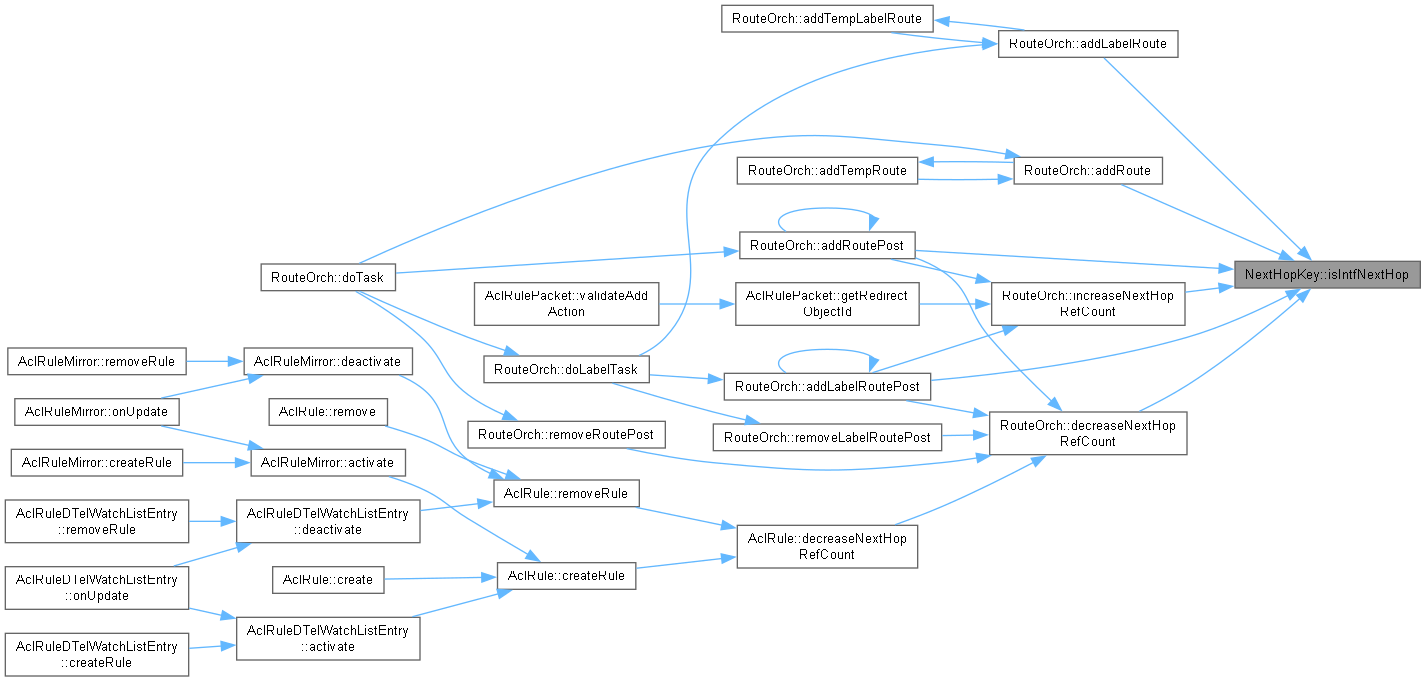 RouteOrch::addTempLabelRoute
RouteOrch::addLabelRoute
RouteOrch::addTempRoute
RouteOrch::addRoute
RouteOrch::addRoutePost
RouteOrch::doTask
NextHopKey::isIntfNextHop
AclRulePacket::validateAdd
Action
AclRulePacket::getRedirect
ObjectId
RouteOrch::increaseNextHop
RefCount
AclRuleMirror::removeRule
AclRuleMirror::deactivate
RouteOrch::doLabelTask
RouteOrch::addLabelRoutePost
AclRuleMirror::onUpdate
AclRule::remove
RouteOrch::removeRoutePost
RouteOrch::removeLabelRoutePost
RouteOrch::decreaseNextHop
RefCount
AclRuleMirror::createRule
AclRuleMirror::activate
AclRule::removeRule
AclRuleDTelWatchListEntry
::removeRule
AclRuleDTelWatchListEntry
::deactivate
AclRule::decreaseNextHop
RefCount
AclRuleDTelWatchListEntry
::onUpdate
AclRule::create
AclRule::createRule
AclRuleDTelWatchListEntry
::activate
AclRuleDTelWatchListEntry
::createRule